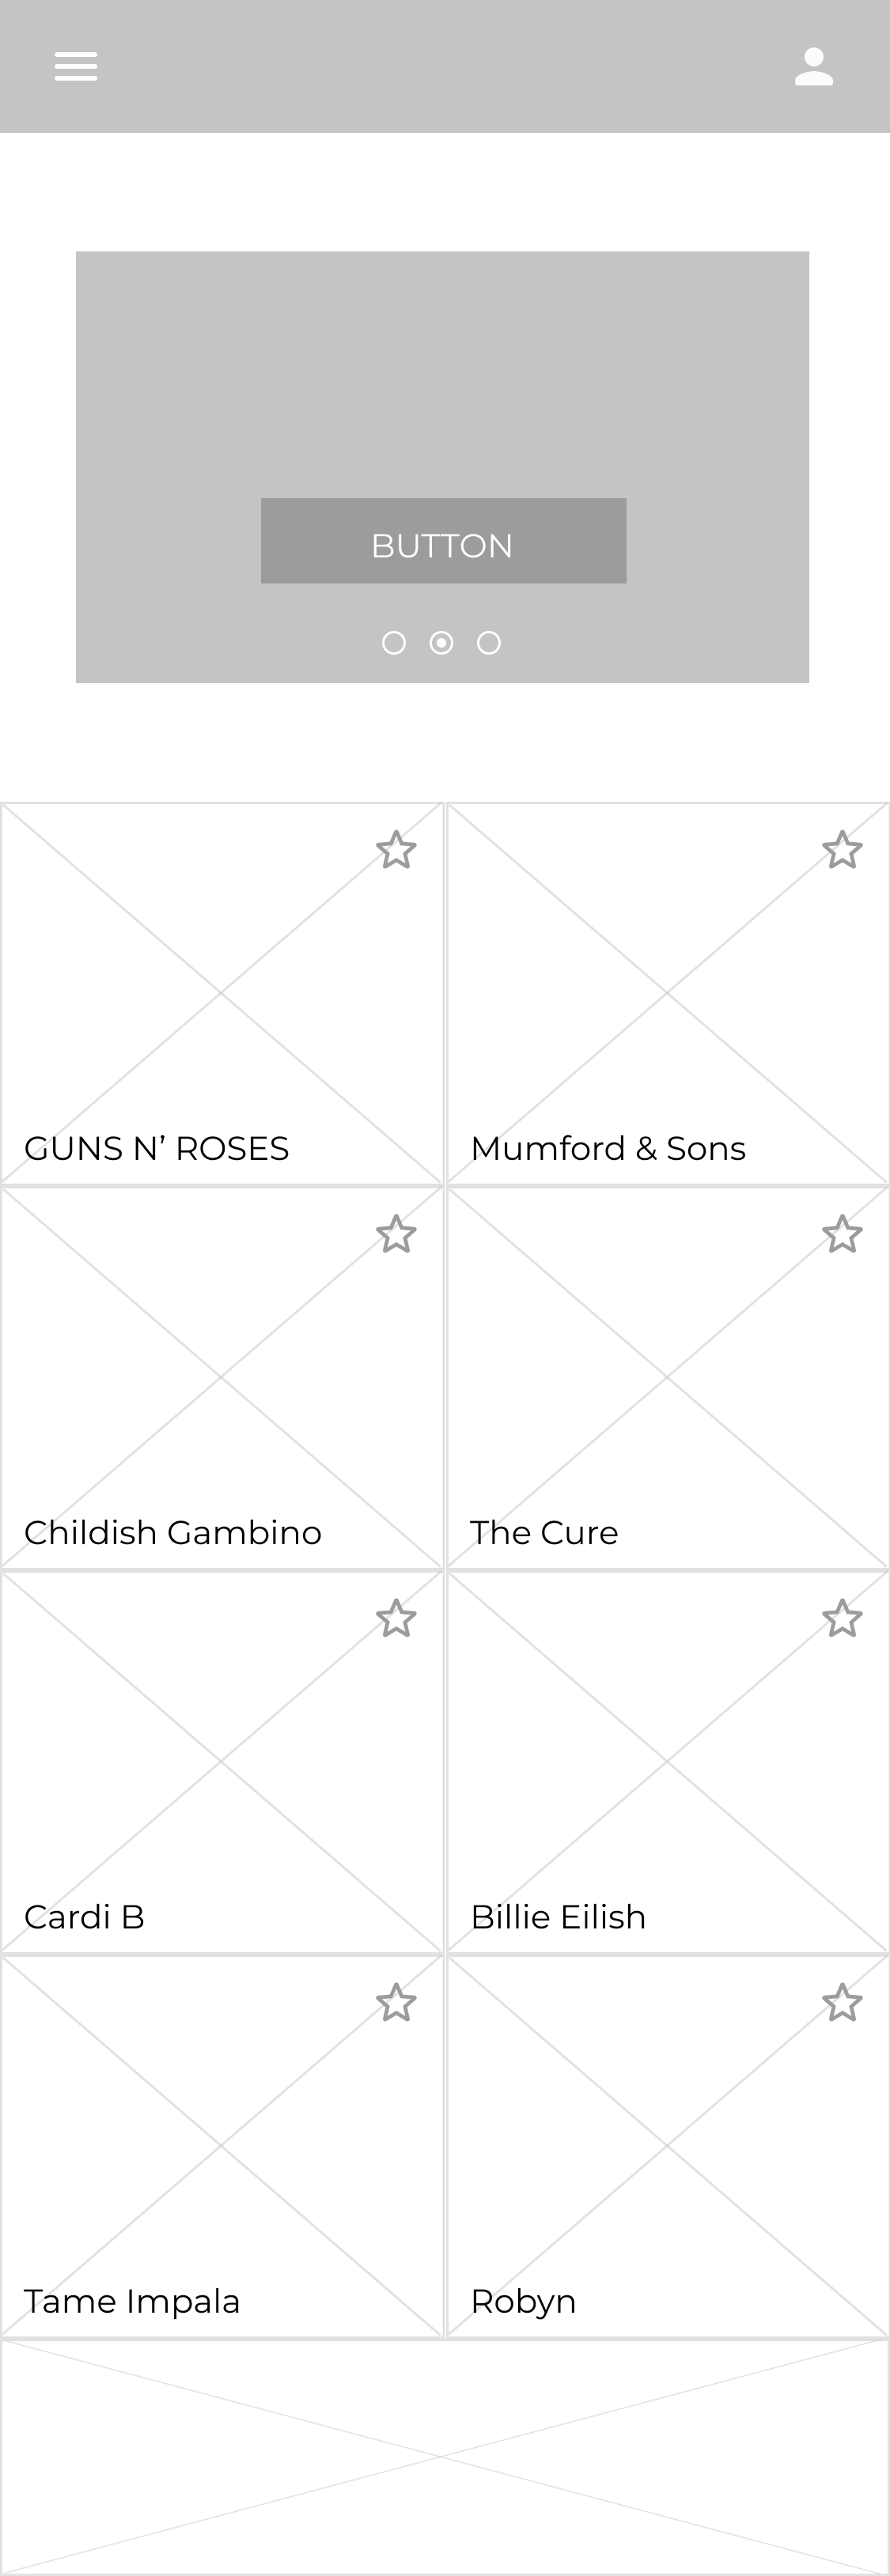 BUTTON
GUNS N’ ROSES
Mumford & Sons
Childish Gambino
The Cure
Cardi B
Billie Eilish
Tame Impala
Robyn